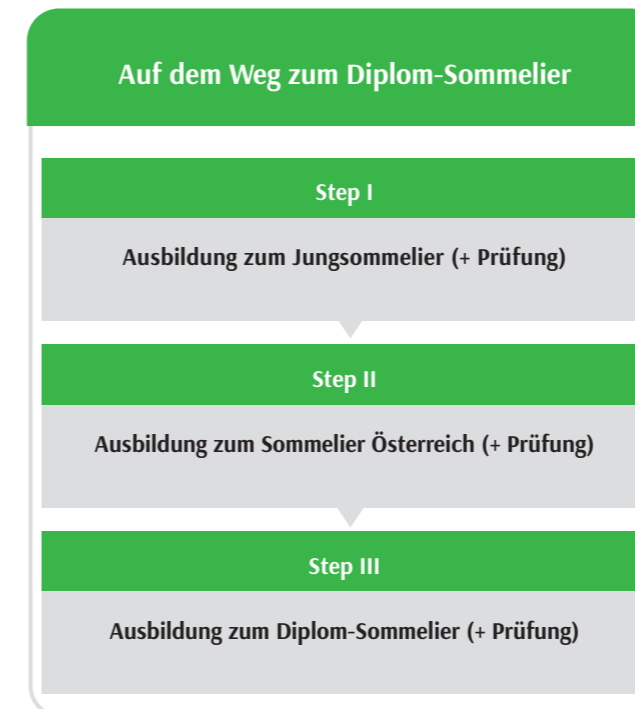 Auf dem Weg zum Diplom-Sommelier
Step I
Ausbildung zum Jungsommelier (+ Prüfung)
Step II
Ausbildung zum Sommelier Österreich (+ Prüfung)
Step III
Ausbildung zum Diplom-Sommelier (+ Prüfung)